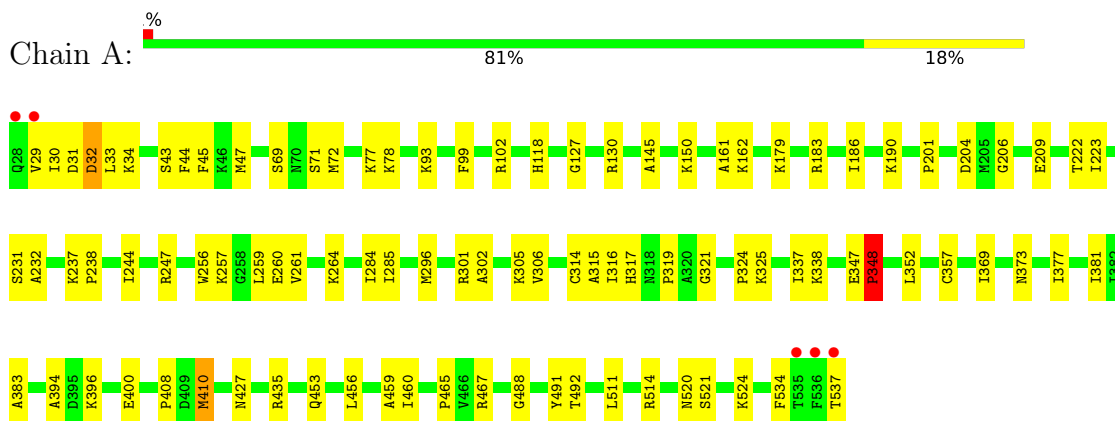 .%
Chain A:
81% 18%
Q28 V29 I30 D31 D32 L33 K34 S43 F44 F45 K46 M47 S69 N70 S71 M72 K77 K78 K93 F99 R102 H118 G127 R130 A145 K150 A161 K162 K179 R183 I186 K190 P201 D204 M205 G206 E209 T222 I223
S231 A232 K237 P238 I244 R247 W256 K257 G258 L259 E260 V261 K264 I284 I285 M296 R301 A302 K305 V306 C314 A315 I316 H317 N318 P319 A320 G321 P324 K325 I337 K338 E347 P348 L352 C357 I369 N373 I377 I381 I382
A383 A394 D395 K396 E400 P408 D409 M410 N427 R435 Q453 L456 A459 I460 P465 V466 R467 G488 Y491 T492 L511 R514 N520 S521 K524 F534 T535 F536 T537